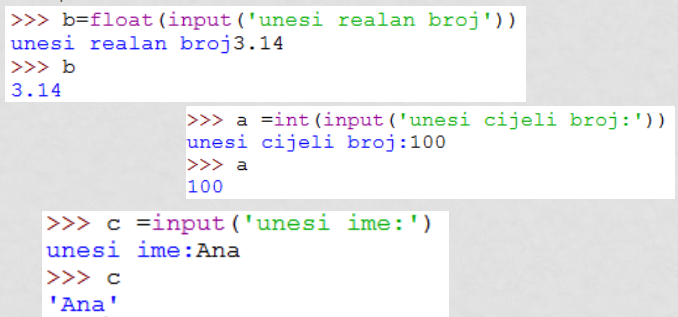 >>> b=float(input('unesi realan broj'))
unesi realan broj3.14
>>> b
3.14
>>> a =int(input('unesi cijeli broj:'))
unesi cijeli broj:100
>>> a
100
>>> c =input('unesi ime:')
unesi ime:Ana
>>> c
'Ana'